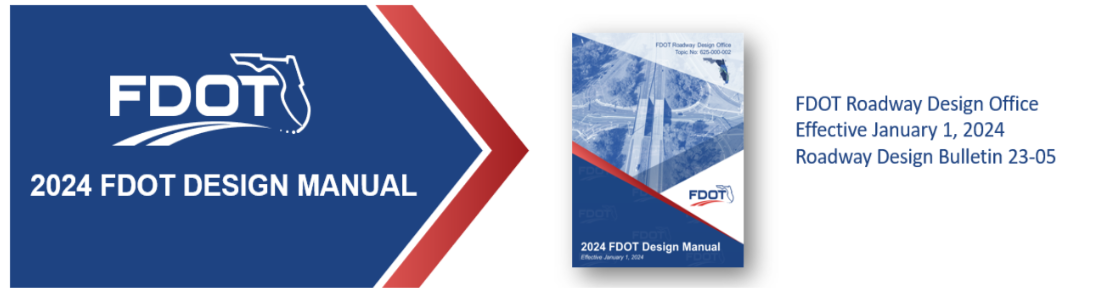 FDOT
2024 FDOT DESIGN MANUAL
FDOT Roadway Design Office
Topic No. 625-000-002
FDOT
2024 FDOT Design Manual
Effective January 1, 2024
FDOT Roadway Design Office
Effective January 1, 2024
Roadway Design Bulletin 23-05